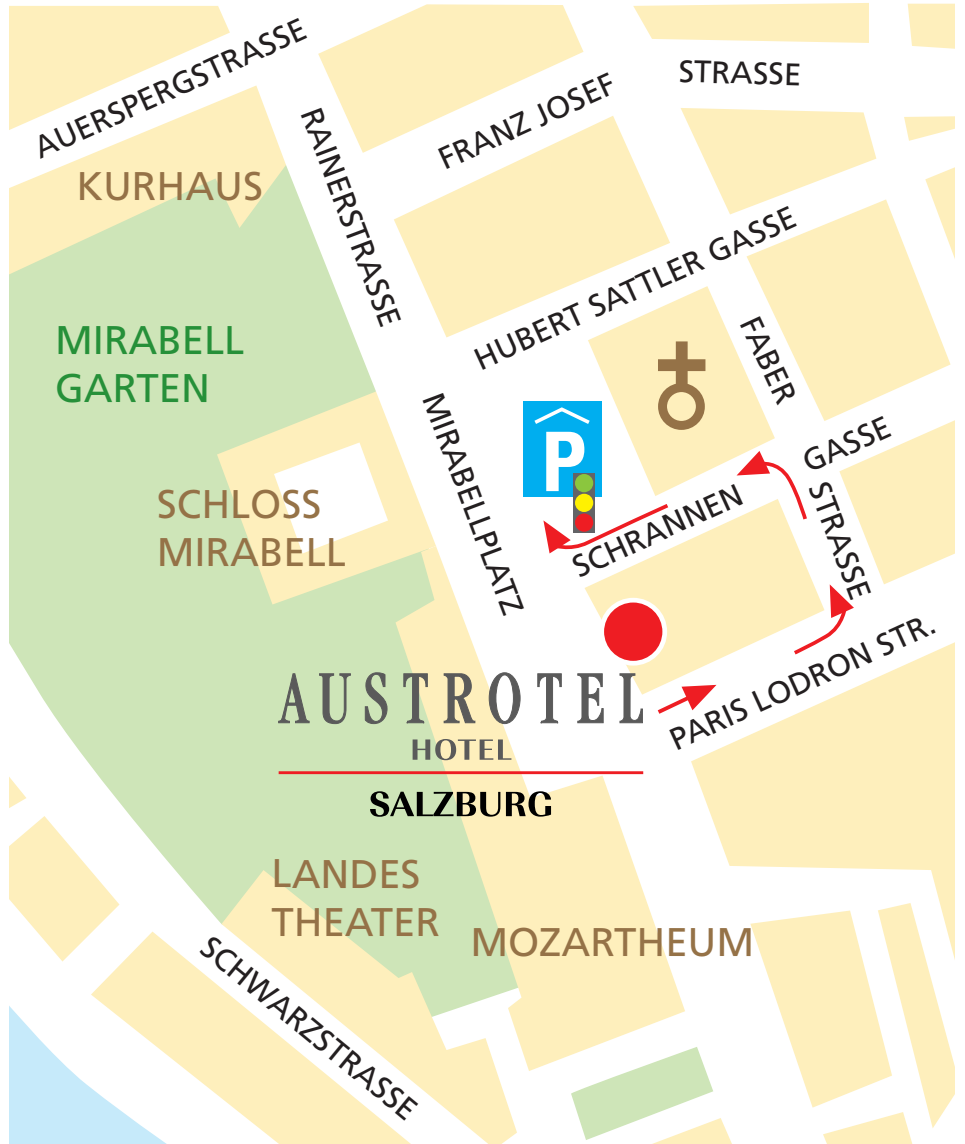 AUERSPERGSTRASSE
STRASSE
FRANZ JOSEF
RAINERSTRASSE
KURHAUS
HUBERT SATTLER GASSE
MIRABELL
GARTEN
FABER
MIRABELLPLATZ
P
GASSE
SCHLOSS
MIRABELL
SCHRANNEN
STRASSE
PARIS LODRON STR.
AUSTROTEL
HOTEL
SALZBURG
LANDES
THEATER
MOZARTHEUM
SCHWARZSTRASSE